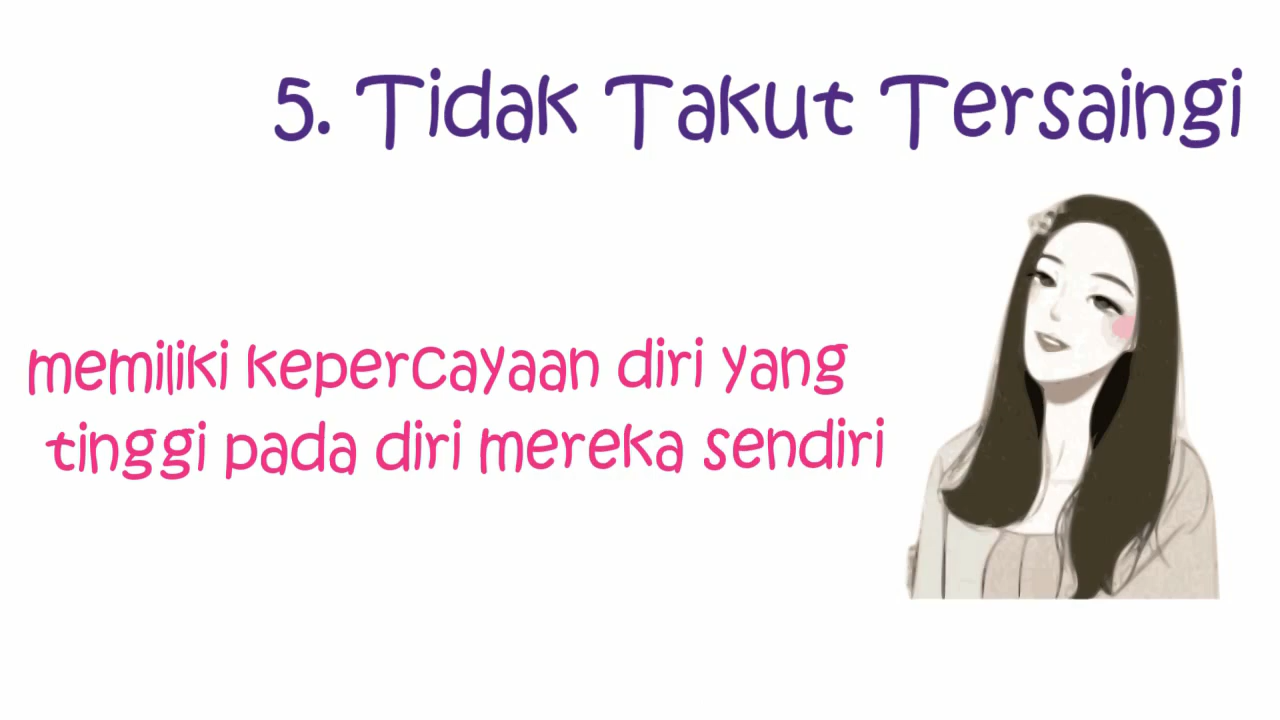 5. Tidak Takut Tersaingi
memiliki kepercayaan diri yang
tinggi pada diri mereka sendiri